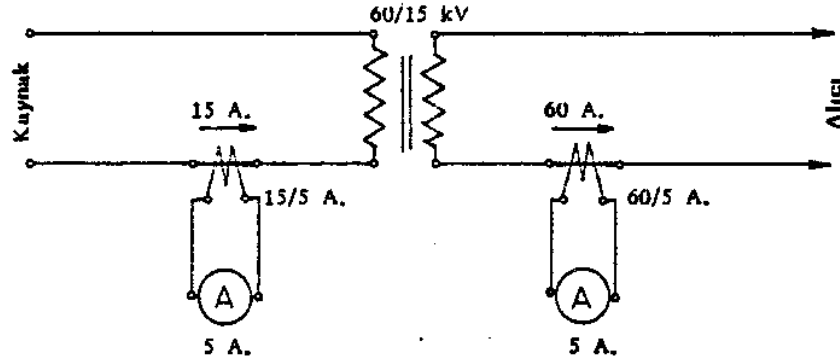 60/15 kV
Kaynak
15 A.
60 A.
Alıcı
15/5 A.
60/5 A.
A
A
5 A.
5 A.